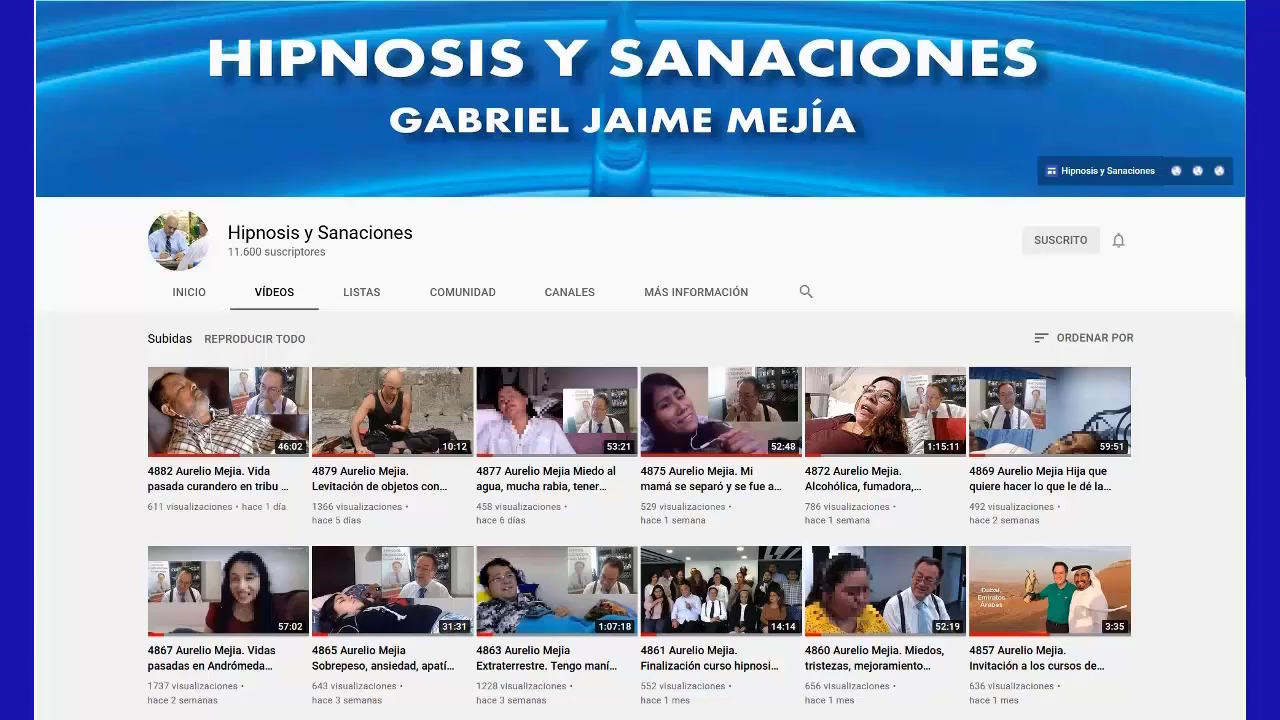 HIPNOSIS Y SANACIONES
GABRIEL JAIME MEJÍA
Hipnosis y Sanaciones
Hipnosis y Sanaciones
11.600 suscriptores
SUSCRITO
INICIO VÍDEOS LISTAS COMUNIDAD CANALES MÁS INFORMACIÓN
Subidas REPRODUCIR TODO ORDENAR POR
46:02
4882 Aurelio Mejia. Vida
pasada curandero en tribu ...
611 visualizaciones • hace 1 día
10:12
4879 Aurelio Mejia.
Levitación de objetos con...
1366 visualizaciones •
hace 5 días
53:21
4877 Aurelio Mejia Miedo al
agua, mucha rabia, tener...
458 visualizaciones •
hace 6 días
52:48
4875 Aurelio Mejia. Mi
mamá se separó y se fue a...
529 visualizaciones •
hace 1 semana
1:15:11
4872 Aurelio Mejia.
Alcohólica, fumadora,...
786 visualizaciones •
hace 1 semana
59:51
4869 Aurelio Mejia Hija que
quiere hacer lo que le dé la...
492 visualizaciones •
hace 2 semanas
57:02
4867 Aurelio Mejia. Vidas
pasadas en Andrómeda...
1737 visualizaciones •
hace 2 semanas
31:31
4865 Aurelio Mejia
Sobrepeso, ansiedad, apatí...
643 visualizaciones •
hace 3 semanas
1:07:18
4863 Aurelio Mejia
Extraterrestre. Tengo maní...
1228 visualizaciones •
hace 3 semanas
14:14
4861 Aurelio Mejia.
Finalización curso hipnosi...
552 visualizaciones •
hace 1 mes
52:19
4860 Aurelio Mejia. Miedos,
tristezas, mejoramiento...
656 visualizaciones •
hace 1 mes
Dubai,
Emiratos
Arabes
3:35
4857 Aurelio Mejia.
Invitación a los cursos de...
636 visualizaciones •
hace 1 mes